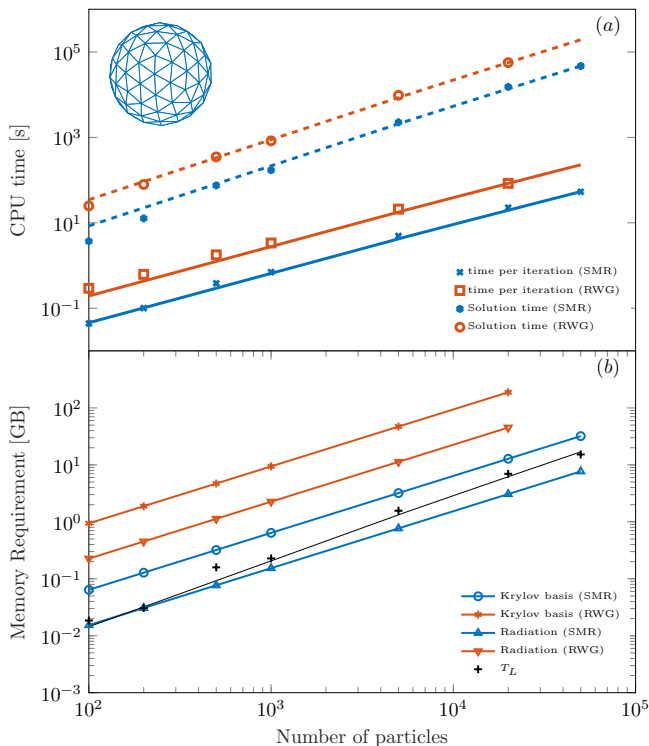 (a)
10^5
10^3
10^1
10^−1
CPU time [s]
time per iteration (SMR)
time per iteration (RWG)
Solution time (SMR)
Solution time (RWG)
(b)
10^2
10^1
10^0
10^−1
10^−2
10^−3
Memory Requirement [GB]
Krylov basis (SMR)
Krylov basis (RWG)
Radiation (SMR)
Radiation (RWG)
T_L
10^2
10^3
10^4
10^5
Number of particles